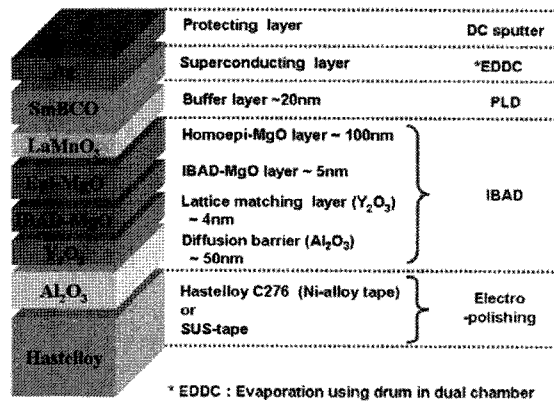 Protecting layer
DC sputter
Superconducting layer
*EDDC
SmBCO
Buffer layer ~20nm
PLD
LaMnO3
Homoepi-MgO layer ~ 100nm
IBAD-MgO layer ~ 5nm
IBAD
Lattice matching layer (Y2O3)
~ 4nm
Y2O3
Diffusion barrier (Al2O3)
~ 50nm
Al2O3
Hastelloy C276 (Ni-alloy tape)
or
SUS-tape
Electro
-polishing
Hastelloy
* EDDC : Evaporation using drum in dual chamber